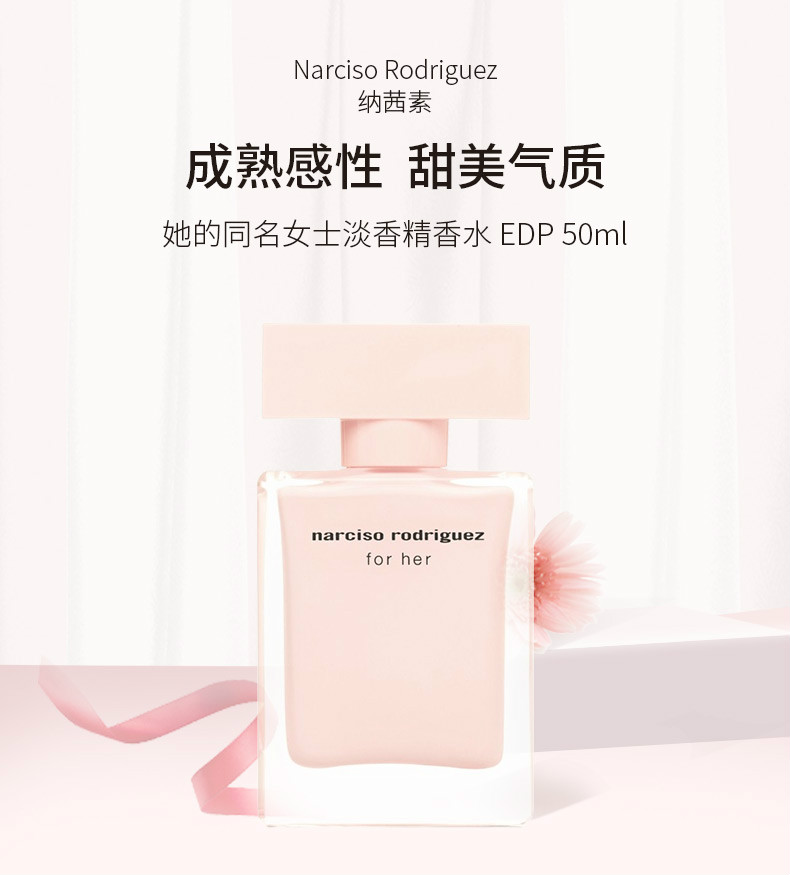 Narciso Rodriguez
纳茜素
成熟感性 甜美气质
她的同名女士淡香精香水 EDP 50ml
narciso rodriguez
for her